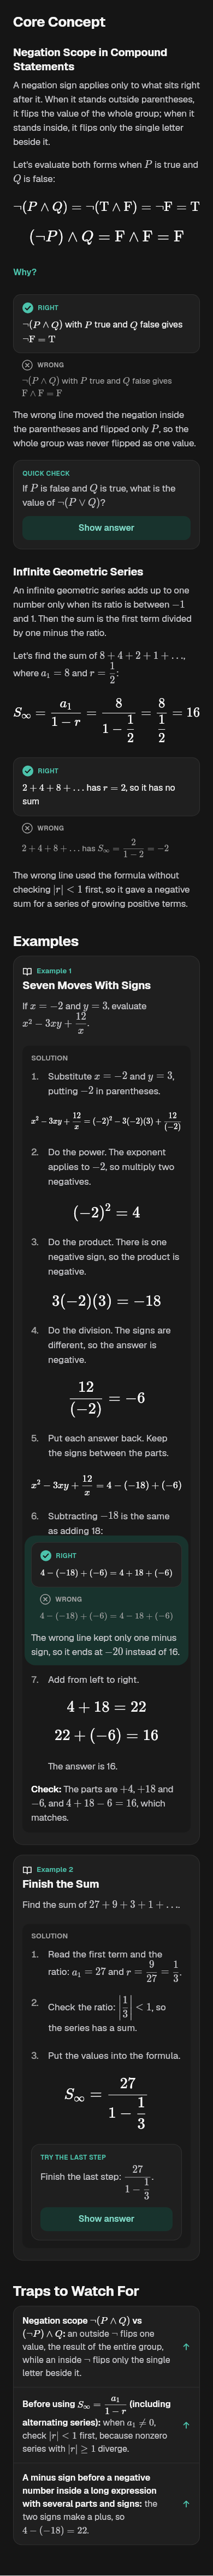 Core Concept
Negation Scope in Compound
Statements
A negation sign applies only to what sits right
after it. When it stands outside parentheses,
it flips the value of the whole group; when it
stands inside, it flips only the single letter
beside it.
Let's evaluate both forms when P is true and
Q is false:
¬(P ∧ Q) = ¬(T ∧ F) = ¬F = T
(¬P) ∧ Q = F ∧ F = F
Why?
RIGHT
¬(P ∧ Q) with P true and Q false gives
¬F = T
WRONG
¬(P ∧ Q) with P true and Q false gives
F ∧ F = F
The wrong line moved the negation inside
the parentheses and flipped only P, so the
whole group was never flipped as one value.
QUICK CHECK
If P is false and Q is true, what is the
value of ¬(P ∨ Q)?
Show answer
Infinite Geometric Series
An infinite geometric series adds up to one
number only when its ratio is between −1
and 1. Then the sum is the first term divided
by one minus the ratio.
Let's find the sum of 8 + 4 + 2 + 1 + …,
where a₁ = 8 and r = 1/2:
S∞ = a₁/(1 − r) = 8/(1 − 1/2) = 8/(1/2) = 16
RIGHT
2 + 4 + 8 + … has r = 2, so it has no
sum
WRONG
2 + 4 + 8 + … has S∞ = 2/(1 − 2) = −2
The wrong line used the formula without
checking |r| < 1 first, so it gave a negative
sum for a series of growing positive terms.
Examples
Example 1
Seven Moves With Signs
If x = −2 and y = 3, evaluate
x² − 3xy + 12/x.
SOLUTION
1. Substitute x = −2 and y = 3,
putting −2 in parentheses.
x² − 3xy + 12/x = (−2)² − 3(−2)(3) + 12/(−2)
2. Do the power. The exponent
applies to −2, so multiply two
negatives.
(−2)² = 4
3. Do the product. There is one
negative sign, so the product is
negative.
3(−2)(3) = −18
4. Do the division. The signs are
different, so the answer is
negative.
12/(−2) = −6
5. Put each answer back. Keep
the signs between the parts.
x² − 3xy + 12/x = 4 − (−18) + (−6)
6. Subtracting −18 is the same
as adding 18:
RIGHT
4 − (−18) + (−6) = 4 + 18 + (−6)
WRONG
4 − (−18) + (−6) = 4 − 18 + (−6)
The wrong line kept only one minus
sign, so it ends at −20 instead of 16.
7. Add from left to right.
4 + 18 = 22
22 + (−6) = 16
The answer is 16.
Check: The parts are +4, +18 and
−6, and 4 + 18 − 6 = 16, which
matches.
Example 2
Finish the Sum
Find the sum of 27 + 9 + 3 + 1 + ….
SOLUTION
1. Read the first term and the
ratio: a₁ = 27 and r = 9/27 = 1/3.
2. Check the ratio: |1/3| < 1, so
the series has a sum.
3. Put the values into the formula.
S∞ = 27/(1 − 1/3)
TRY THE LAST STEP
Finish the last step: 27/(1 − 1/3).
Show answer
Traps to Watch For
Negation scope ¬(P ∧ Q) vs
(¬P) ∧ Q: an outside ¬ flips one
value, the result of the entire group,
while an inside ¬ flips only the single
letter beside it.
↑
Before using S∞ = a₁/(1 − r) (including
alternating series): when a₁ ≠ 0,
check |r| < 1 first, because nonzero
series with |r| ≥ 1 diverge.
↑
A minus sign before a negative
number inside a long expression
with several parts and signs: the
two signs make a plus, so
4 − (−18) = 22.
↑